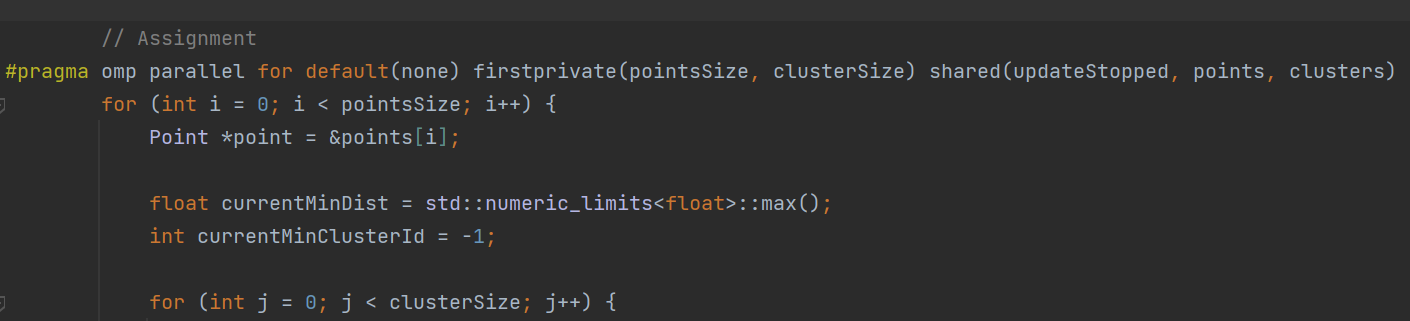 // Assignment
#pragma omp parallel for default(none) firstprivate(pointsSize, clusterSize) shared(updateStopped, points, clusters)
for (int i = 0; i < pointsSize; i++) {
Point *point = &points[i];
float currentMinDist = std::numeric_limits<float>::max();
int currentMinClusterId = -1;
for (int j = 0; j < clusterSize; j++) {